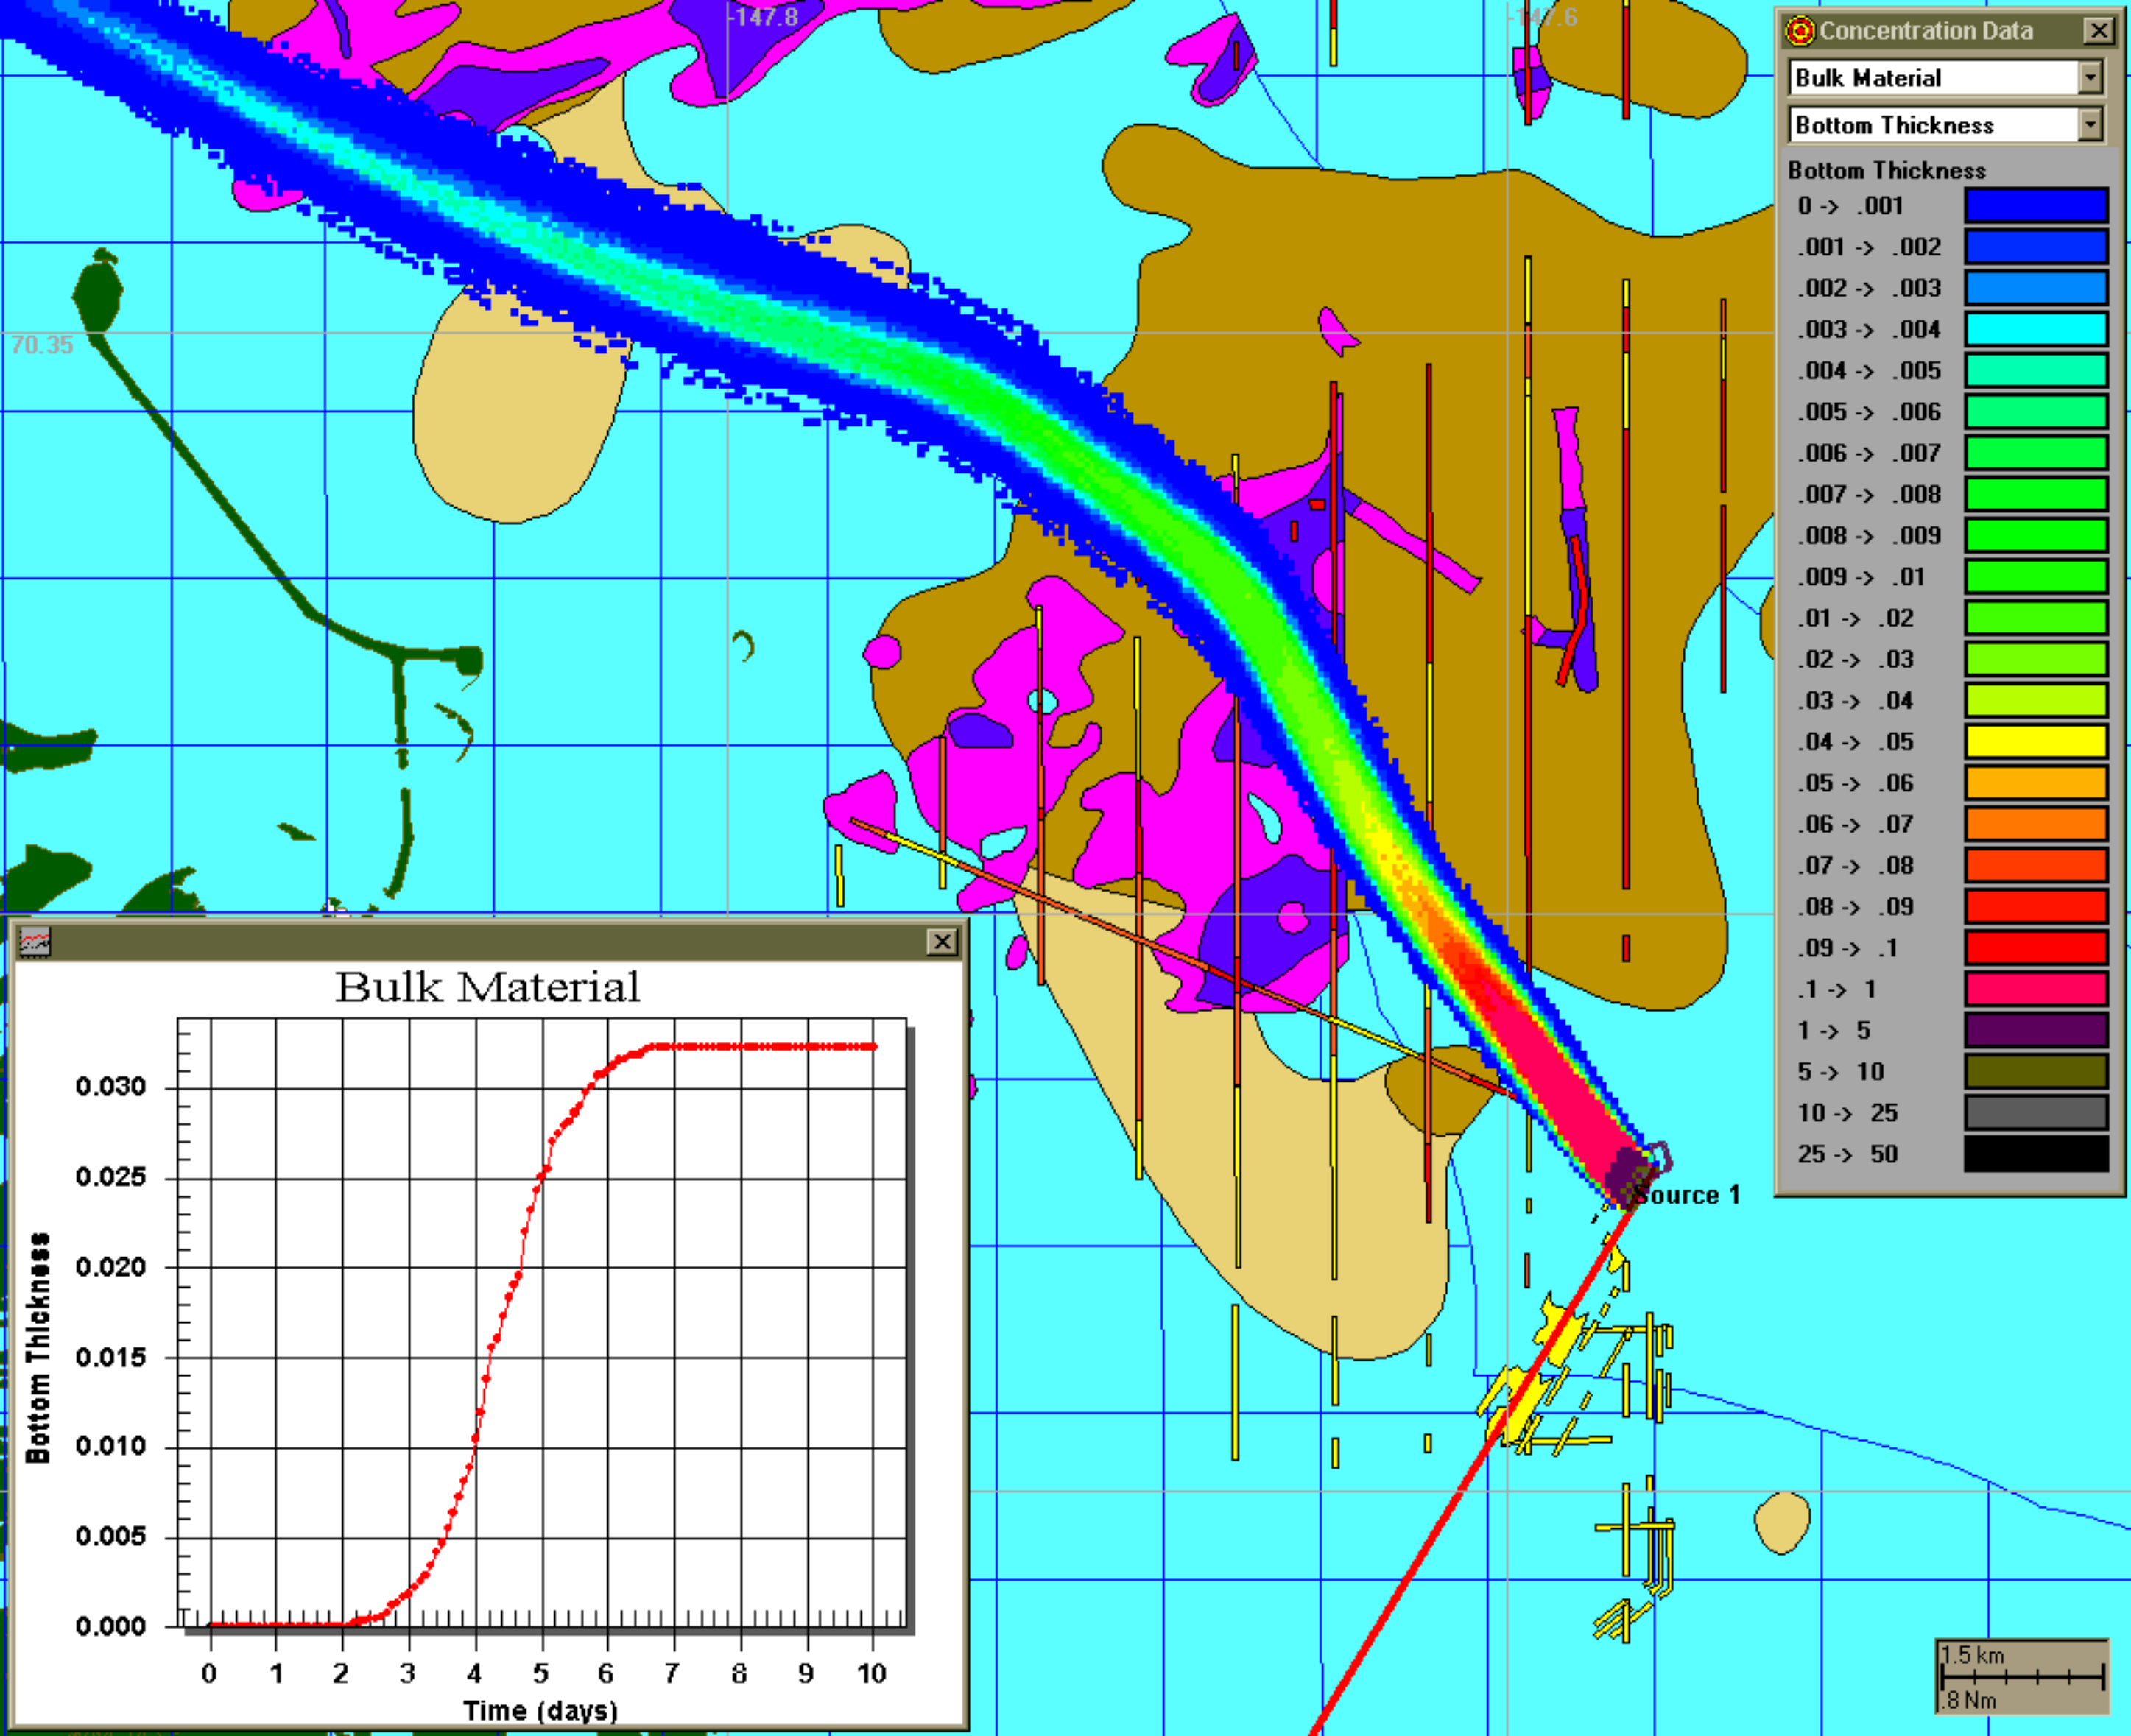 -147.8
-147.6
Concentration Data
Bulk Material
Bottom Thickness
Bottom Thickness
0 -> .001
.001 -> .002
.002 -> .003
.003 -> .004
.004 -> .005
.005 -> .006
.006 -> .007
.007 -> .008
.008 -> .009
.009 -> .01
.01 -> .02
.02 -> .03
.03 -> .04
.04 -> .05
.05 -> .06
.06 -> .07
.07 -> .08
.08 -> .09
.09 -> .1
.1 -> 1
1 -> 5
5 -> 10
10 -> 25
25 -> 50
70.35
Source 1
Bulk Material
Bottom Thickness
0.030
0.025
0.020
0.015
0.010
0.005
0.000
0 1 2 3 4 5 6 7 8 9 10
Time (days)
1.5 km
.8 Nm